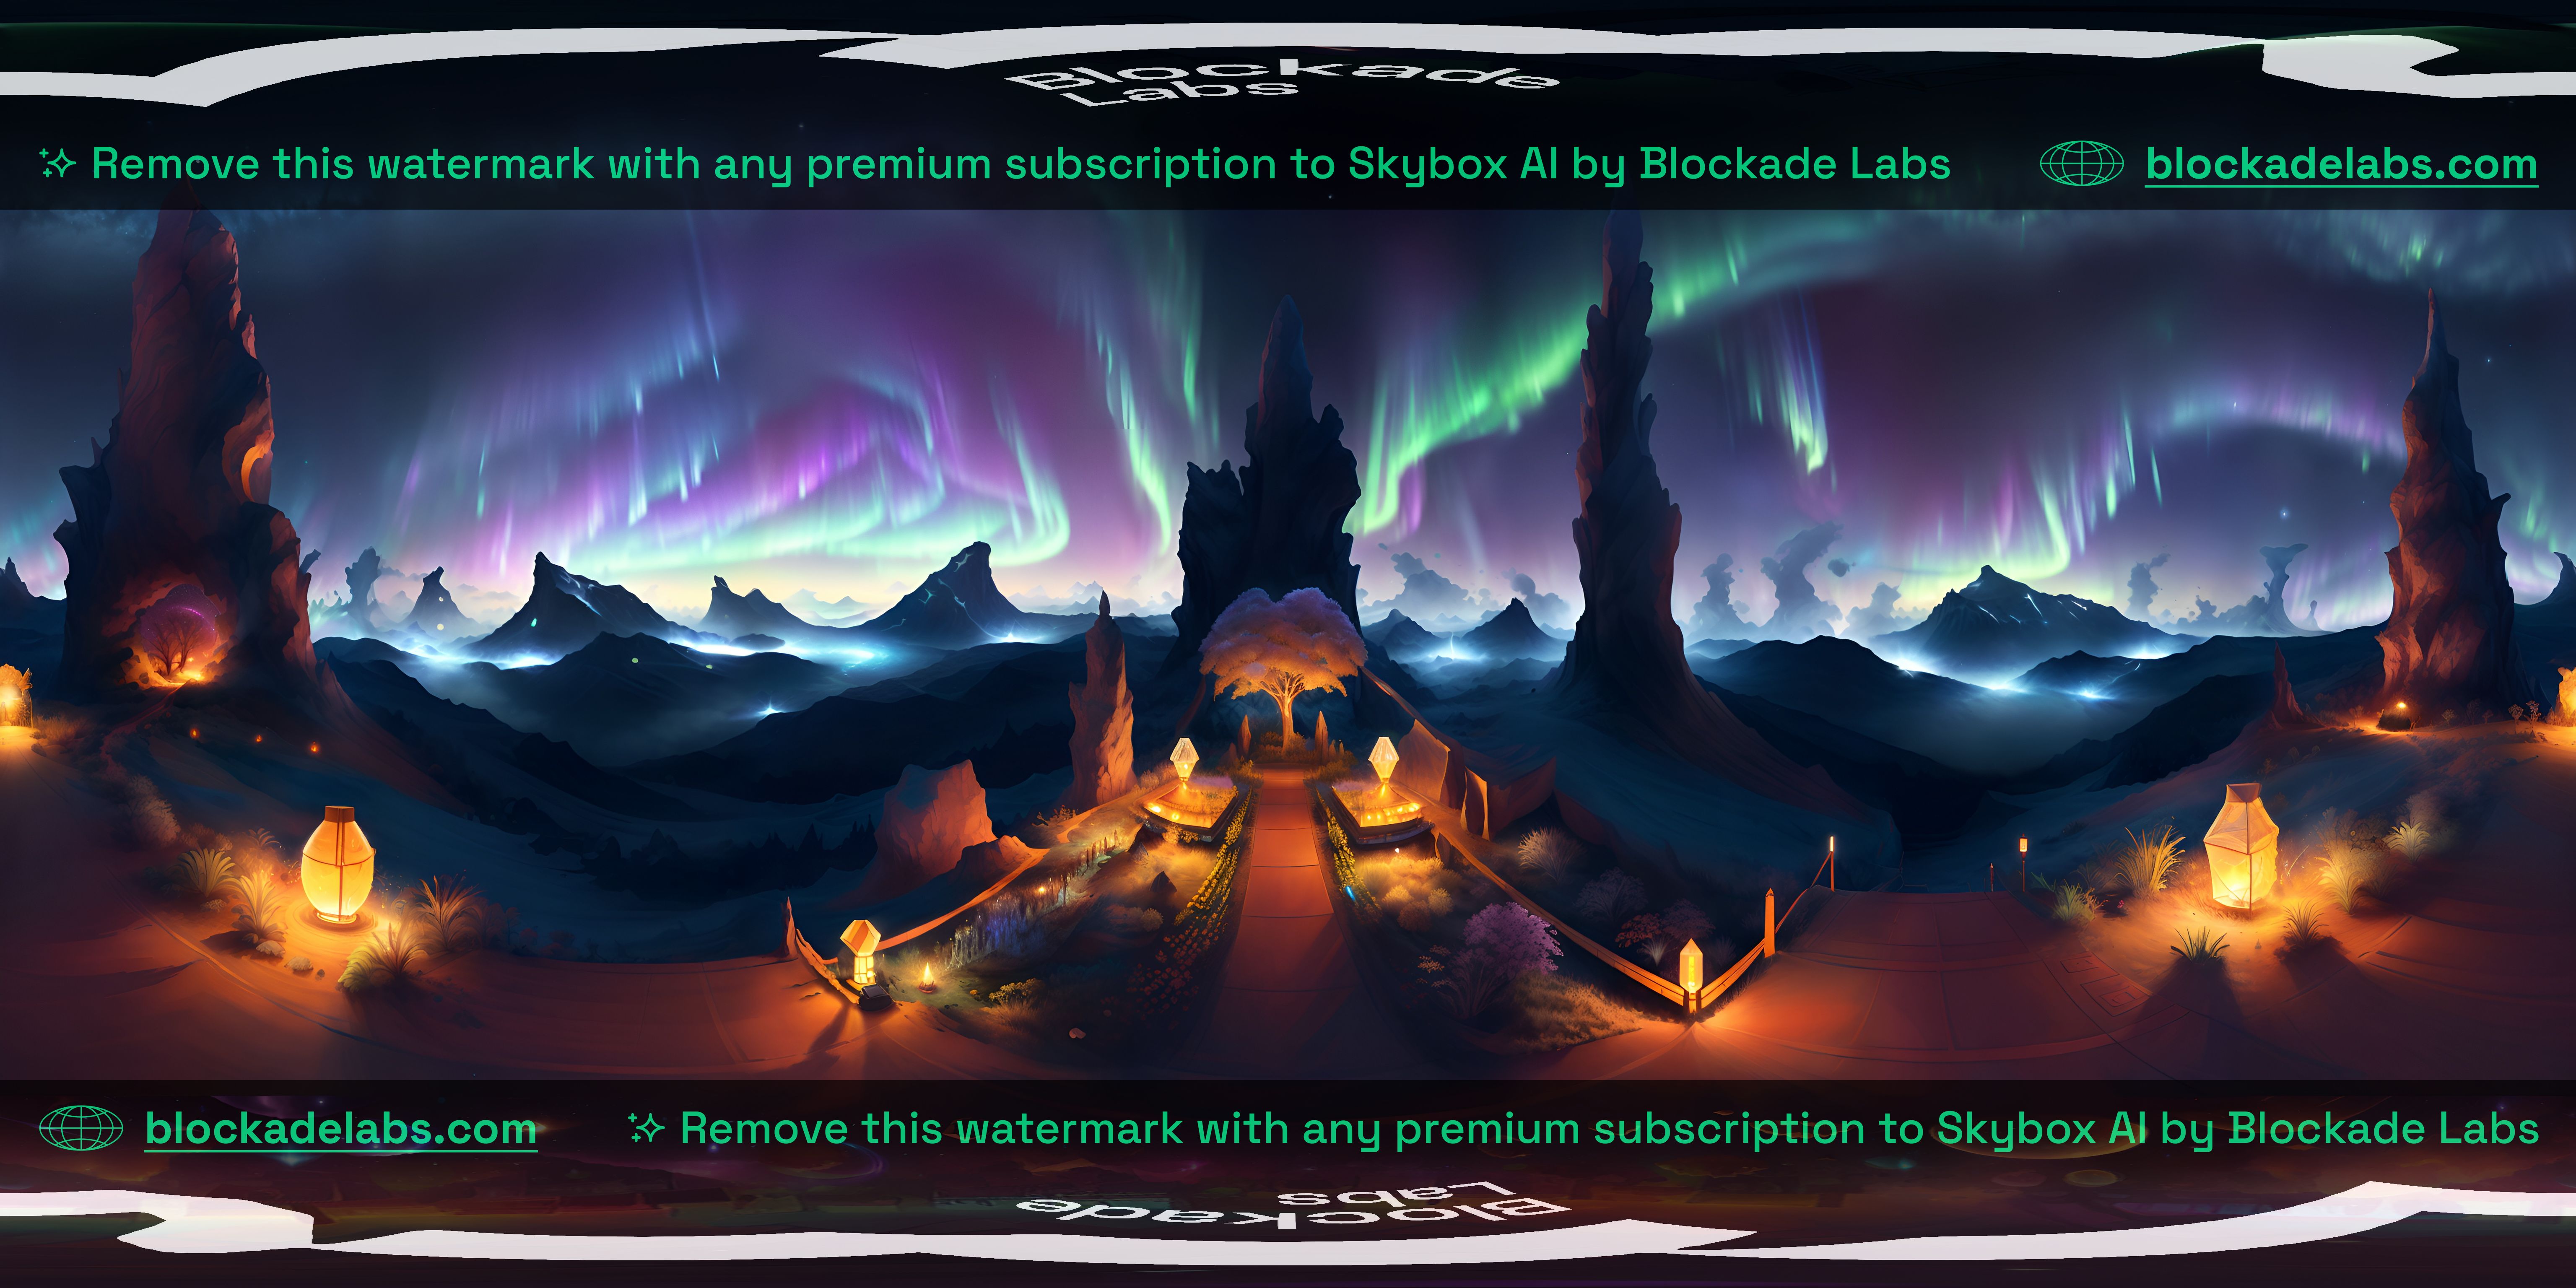 Blockade
Labs
Remove this watermark with any premium subscription to Skybox AI by Blockade Labs
blockadelabs.com
blockadelabs.com
Remove this watermark with any premium subscription to Skybox AI by Blockade Labs
Labs
Blockade